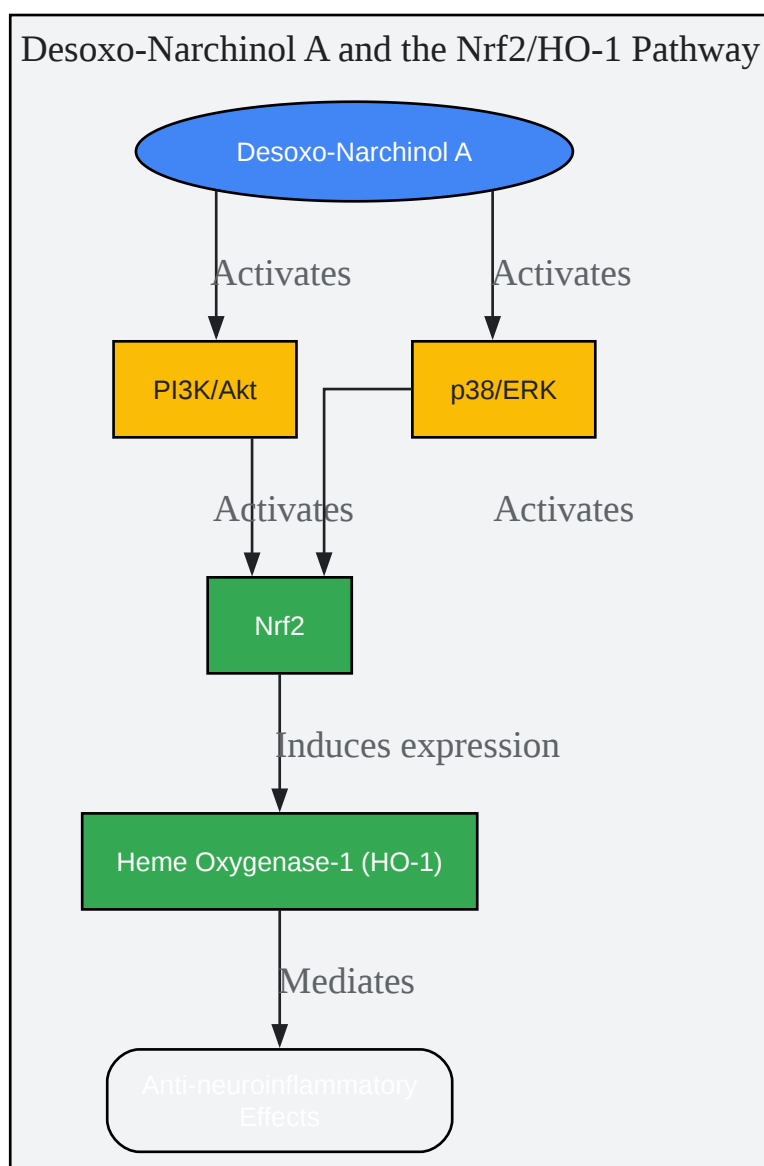 Desoxo-Narchinol A and the Nrf2/HO-1 Pathway
Desoxo-Narchinol A
Activates
Activates
PI3K/Akt
p38/ERK
Activates
Activates
Nrf2
Induces expression
Heme Oxygenase-1 (HO-1)
Mediates
Anti-neuroinflammatory
Effects